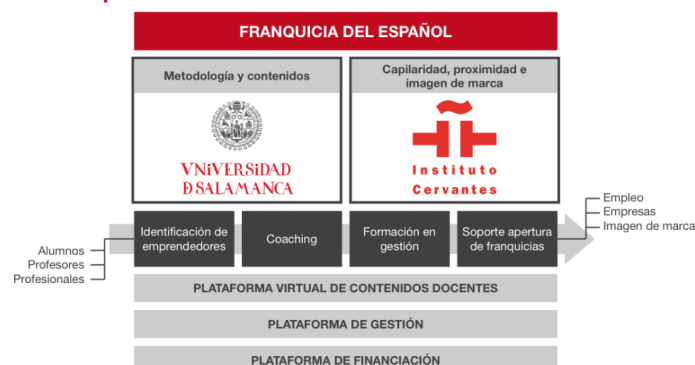 FRANQUICIA DEL ESPAÑOL
Metodología y contenidos
Capilaridad, proximidad e
imagen de marca
VNiVERSiDAD
D SALAMANCA
Instituto
Cervantes
Identificación de
emprendedores
Coaching
Formación en
gestión
Soporte apertura
de franquicias
Empleo
Empresas
Imagen de marca
Alumnos
Profesores
Profesionales
PLATAFORMA VIRTUAL DE CONTENIDOS DOCENTES
PLATAFORMA DE GESTIÓN
PLATAFORMA DE FINANCIACIÓN